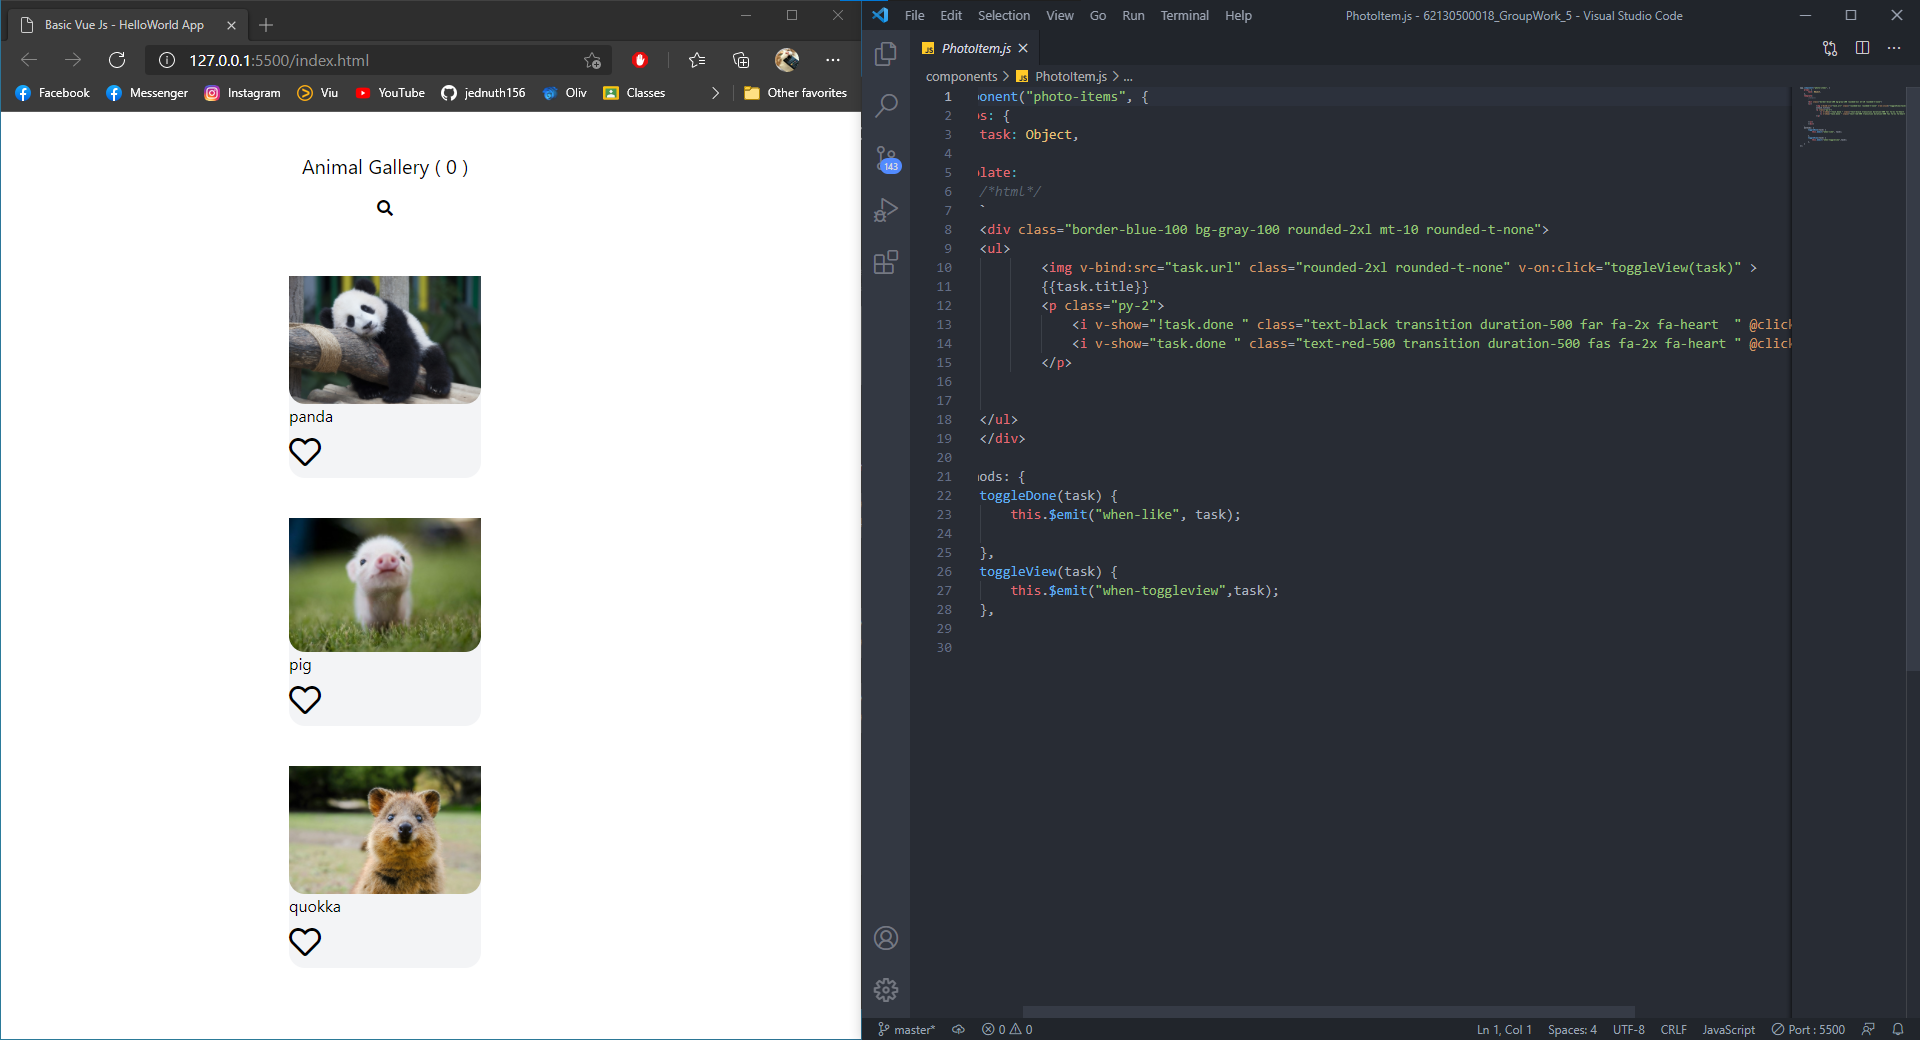 Basic Vue Js - HelloWorld App
127.0.0.1:5500/index.html
Facebook Messenger Instagram Viu YouTube jednuth156 Oliv Classes Other favorites
Animal Gallery ( 0 )
panda
pig
quokka
File Edit Selection View Go Run Terminal Help PhotoItem.js - 62130500018_GroupWork_5 - Visual Studio Code
JS PhotoItem.js
components > JS PhotoItem.js > ...
143
1 onent("photo-items", {
2 s: {
3 task: Object,
4
5 late:
6 /*html*/
7 `
8 <div class="border-blue-100 bg-gray-100 rounded-2xl mt-10 rounded-t-none">
9 <ul>
10 <img v-bind:src="task.url" class="rounded-2xl rounded-t-none" v-on:click="toggleView(task)" >
11 {{task.title}}
12 <p class="py-2">
13 <i v-show="!task.done " class="text-black transition duration-500 far fa-2x fa-heart  " @click
14 <i v-show="task.done " class="text-red-500 transition duration-500 fas fa-2x fa-heart " @click
15 </p>
16
17
18 </ul>
19 </div>
20
21 ods: {
22 toggleDone(task) {
23 this.$emit("when-like", task);
24
25 },
26 toggleView(task) {
27 this.$emit("when-toggleview",task);
28 },
29
30
master* 0 0 Ln 1, Col 1 Spaces: 4 UTF-8 CRLF JavaScript Port : 5500